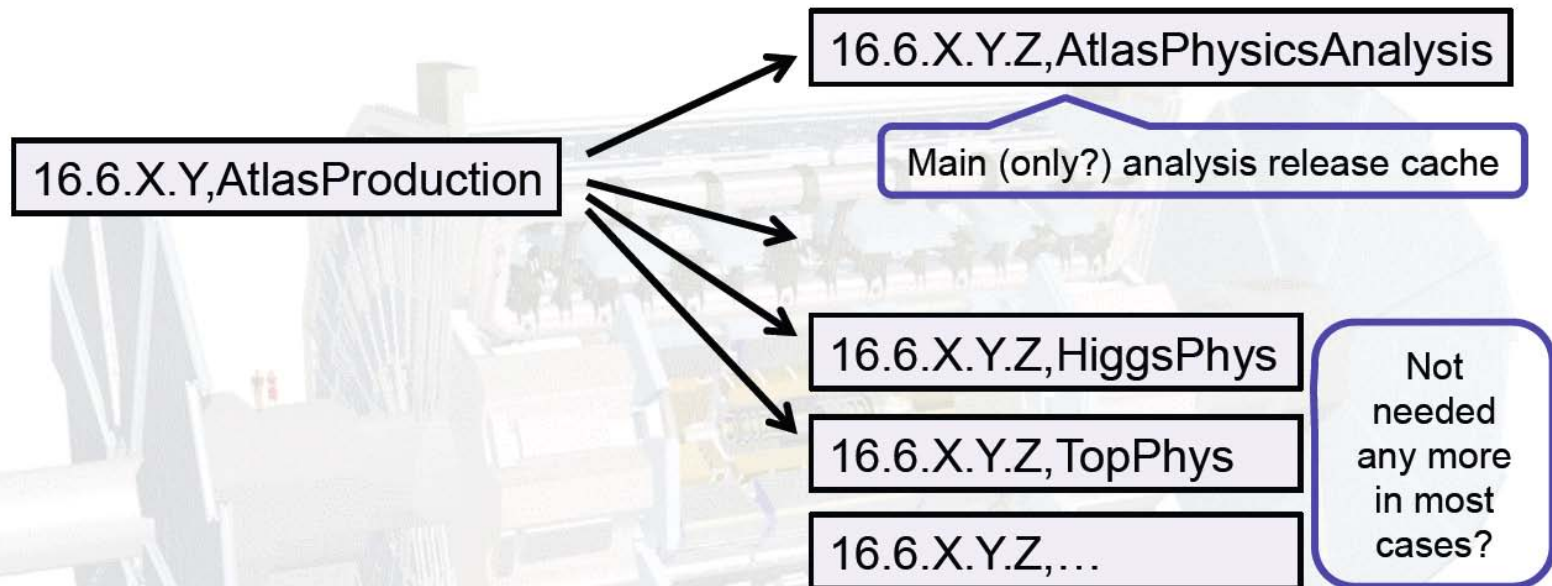 16.6.X.Y.Z,AtlasPhysicsAnalysis
Main (only?) analysis release cache
16.6.X.Y,AtlasProduction
16.6.X.Y.Z,HiggsPhys
16.6.X.Y.Z,TopPhys
16.6.X.Y.Z,...
Not
needed
any more
in most
cases?